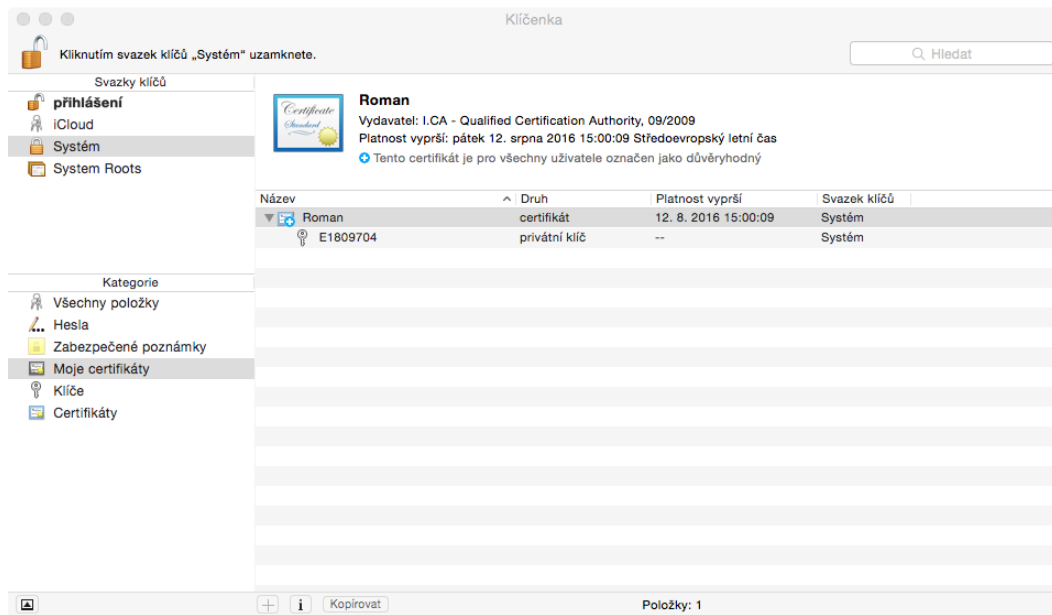 Klíčenka
Kliknutím svazek klíčů „Systém“ uzamknete.
Hledat
Svazky klíčů
přihlášení
iCloud
Systém
System Roots
Certificate
Standard
Roman
Vydavatel: I.CA - Qualified Certification Authority, 09/2009
Platnost vyprší: pátek 12. srpna 2016 15:00:09 Středoevropský letní čas
Tento certifikát je pro všechny uživatele označen jako důvěryhodný
Název Druh Platnost vyprší Svazek klíčů
Roman certifikát 12. 8. 2016 15:00:09 Systém
E1809704 privátní klíč -- Systém
Kategorie
Všechny položky
Hesla
Zabezpečené poznámky
Moje certifikáty
Klíče
Certifikáty
Kopírovat
Položky: 1